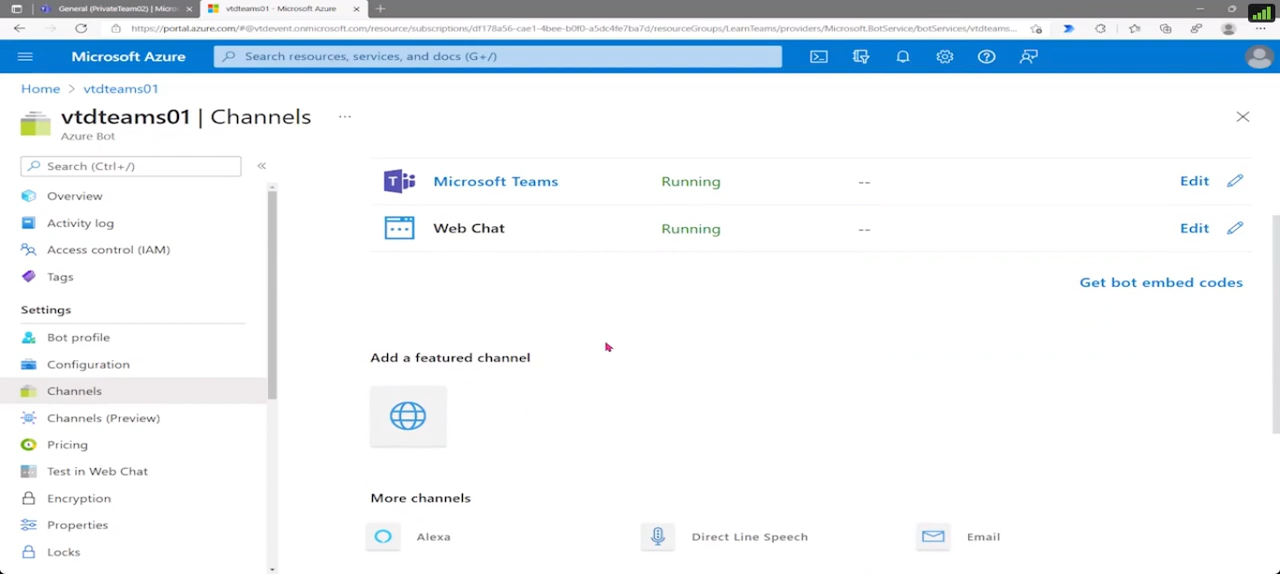 General (PrivateTeam02) | Micros
vtdteams01 - Microsoft Azure
https://portal.azure.com/#@vtdevent.onmicrosoft.com/resource/subscriptions/df178a56-cae1-4bee-b0f0-a5dc4fe7ba7d/resourceGroups/LearnTeams/providers/Microsoft.BotService/botServices/vtdteams...
Microsoft Azure
Search resources, services, and docs (G+/)
Home > vtdteams01
vtdteams01 | Channels ...
Azure Bot
Search (Ctrl+/)
«
Overview
Activity log
Access control (IAM)
Tags
Settings
Bot profile
Configuration
Channels
Channels (Preview)
Pricing
Test in Web Chat
Encryption
Properties
Locks
Microsoft Teams Running -- Edit
Web Chat Running -- Edit
Get bot embed codes
Add a featured channel
More channels
Alexa Direct Line Speech Email